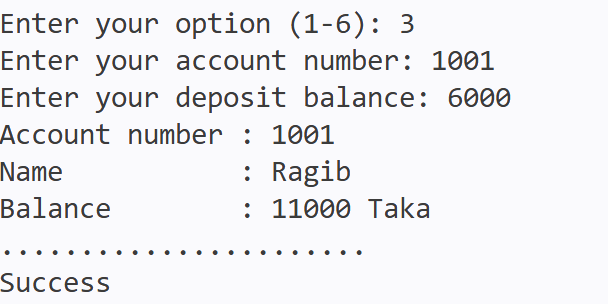 Enter your option (1-6): 3
Enter your account number: 1001
Enter your deposit balance: 6000
Account number : 1001
Name           : Ragib
Balance        : 11000 Taka
.......................
Success